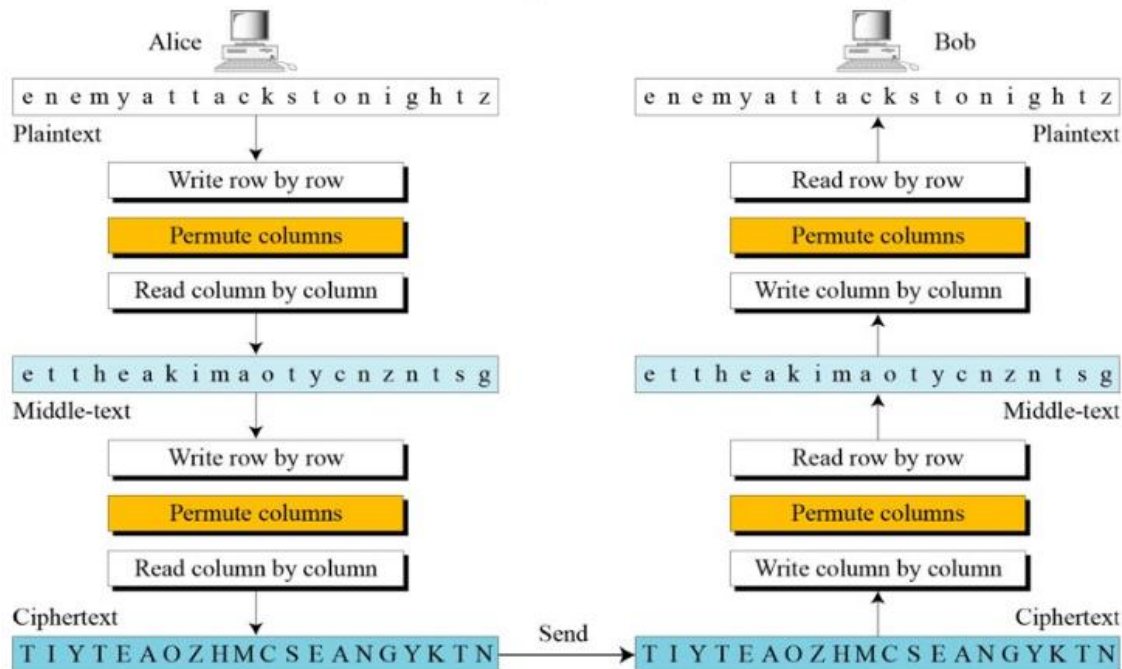 Alice
Bob
e n e m y a t t a c k s t o n i g h t z
e n e m y a t t a c k s t o n i g h t z
Plaintext
Plaintext
Write row by row
Read row by row
Permute columns
Permute columns
Read column by column
Write column by column
e t t h e a k i m a o t y c n z n t s g
e t t h e a k i m a o t y c n z n t s g
Middle-text
Middle-text
Write row by row
Read row by row
Permute columns
Permute columns
Read column by column
Write column by column
Ciphertext
Ciphertext
T I Y T E A O Z H M C S E A N G Y K T N
Send
T I Y T E A O Z H M C S E A N G Y K T N